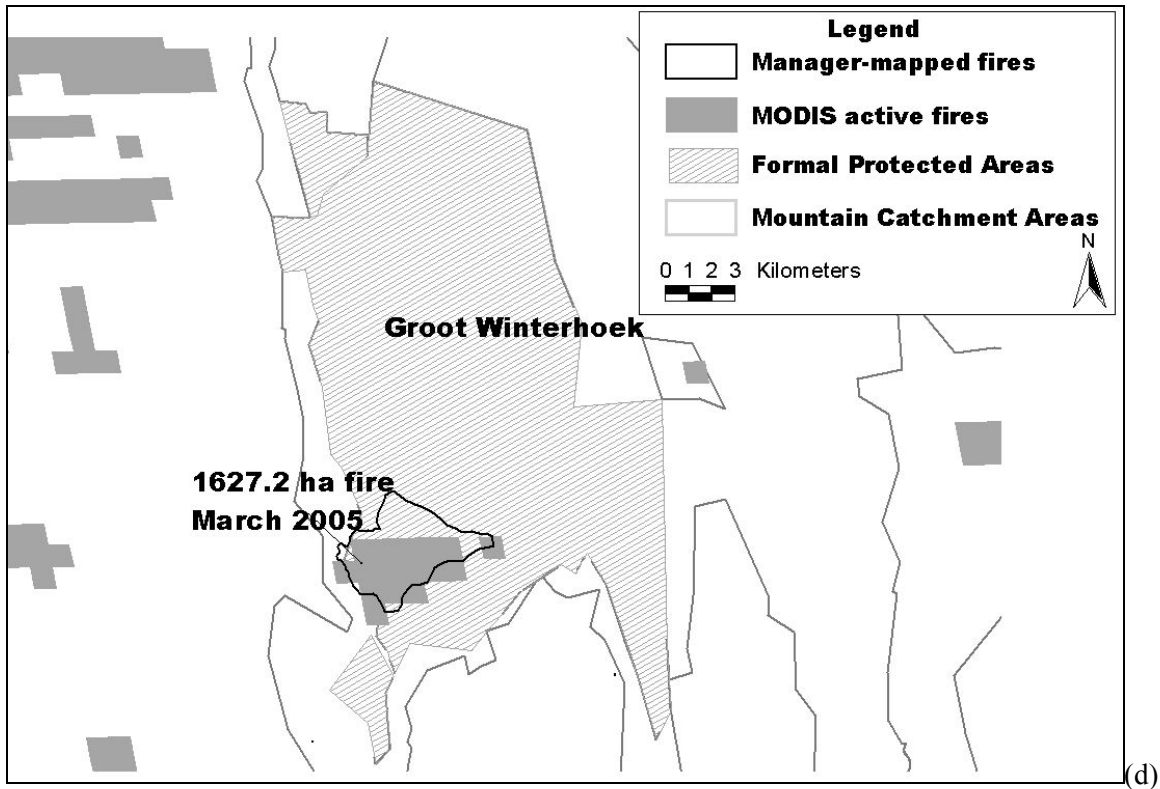 Legend
Manager-mapped fires
MODIS active fires
Formal Protected Areas
Mountain Catchment Areas
N
0 1 2 3 Kilometers
Groot Winterhoek
1627.2 ha fire
March 2005
(d)